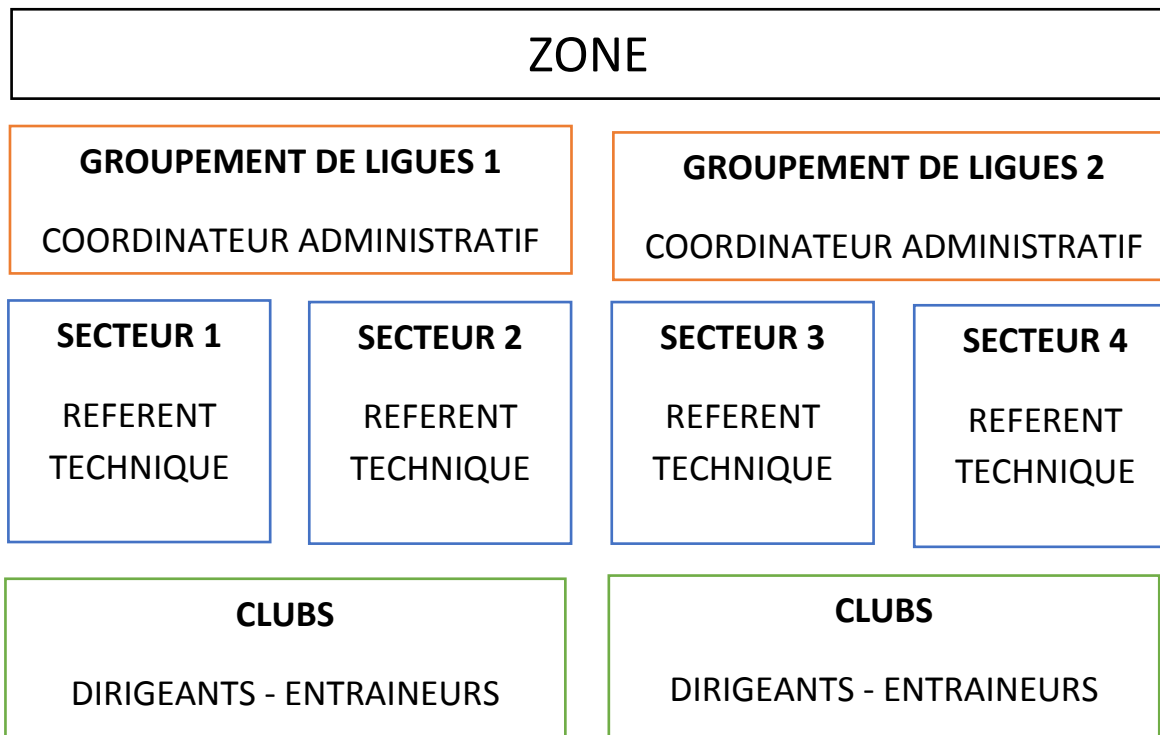 ZONE
GROUPEMENT DE LIGUES 1
COORDINATEUR ADMINISTRATIF
GROUPEMENT DE LIGUES 2
COORDINATEUR ADMINISTRATIF
SECTEUR 1
REFERENT
TECHNIQUE
SECTEUR 2
REFERENT
TECHNIQUE
SECTEUR 3
REFERENT
TECHNIQUE
SECTEUR 4
REFERENT
TECHNIQUE
CLUBS
DIRIGEANTS - ENTRAINEURS
CLUBS
DIRIGEANTS - ENTRAINEURS